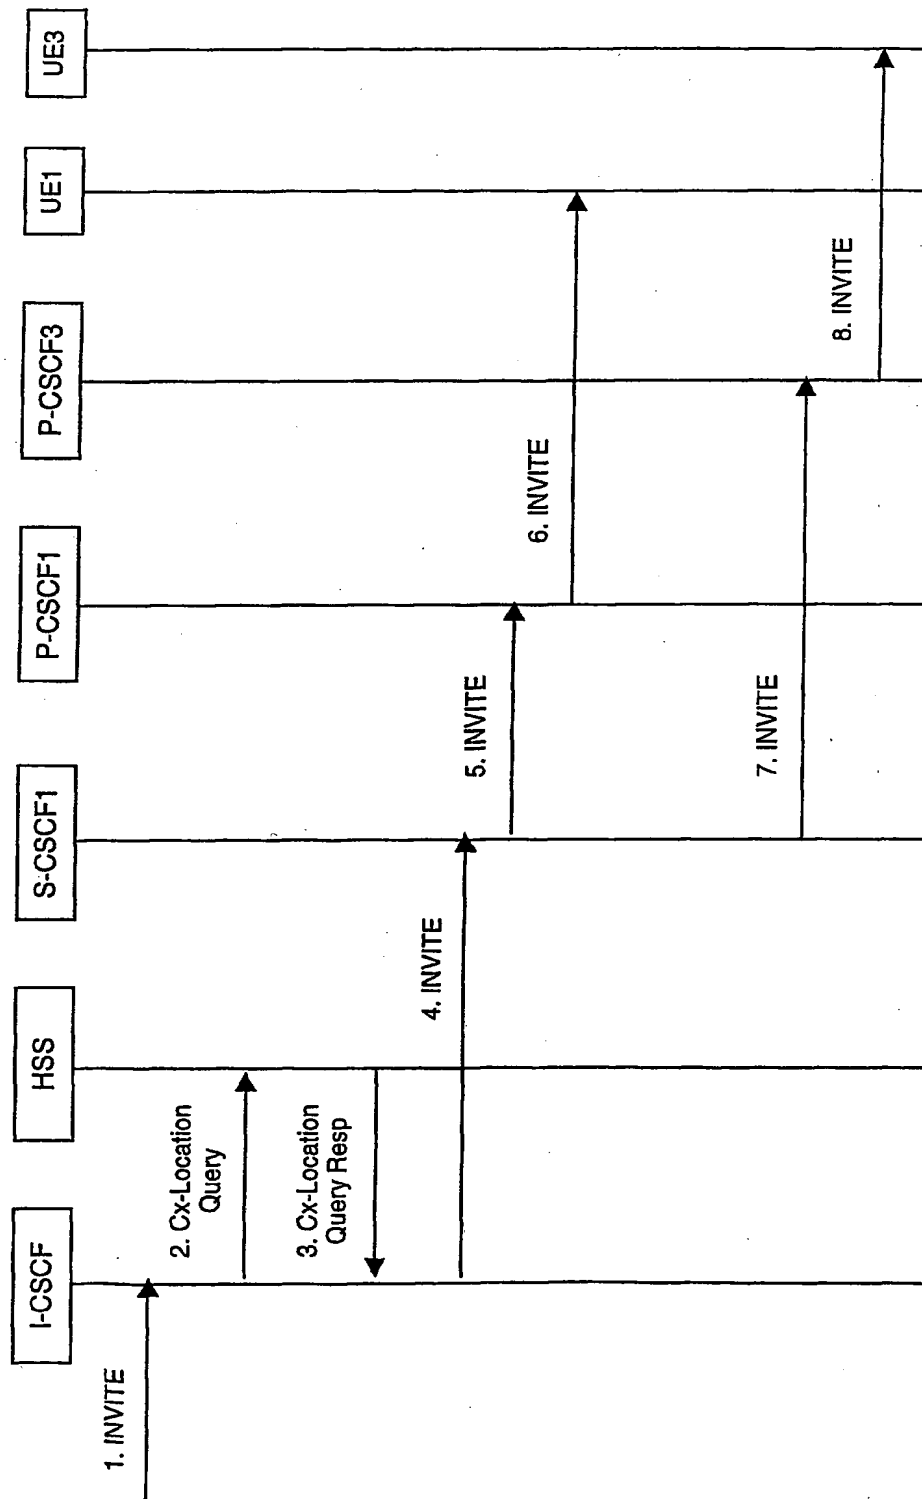 I-CSCF
HSS
S-CSCF1
P-CSCF1
P-CSCF3
UE1
UE3
1. INVITE
2. Cx-Location
Query
3. Cx-Location
Query Resp
4. INVITE
5. INVITE
6. INVITE
7. INVITE
8. INVITE